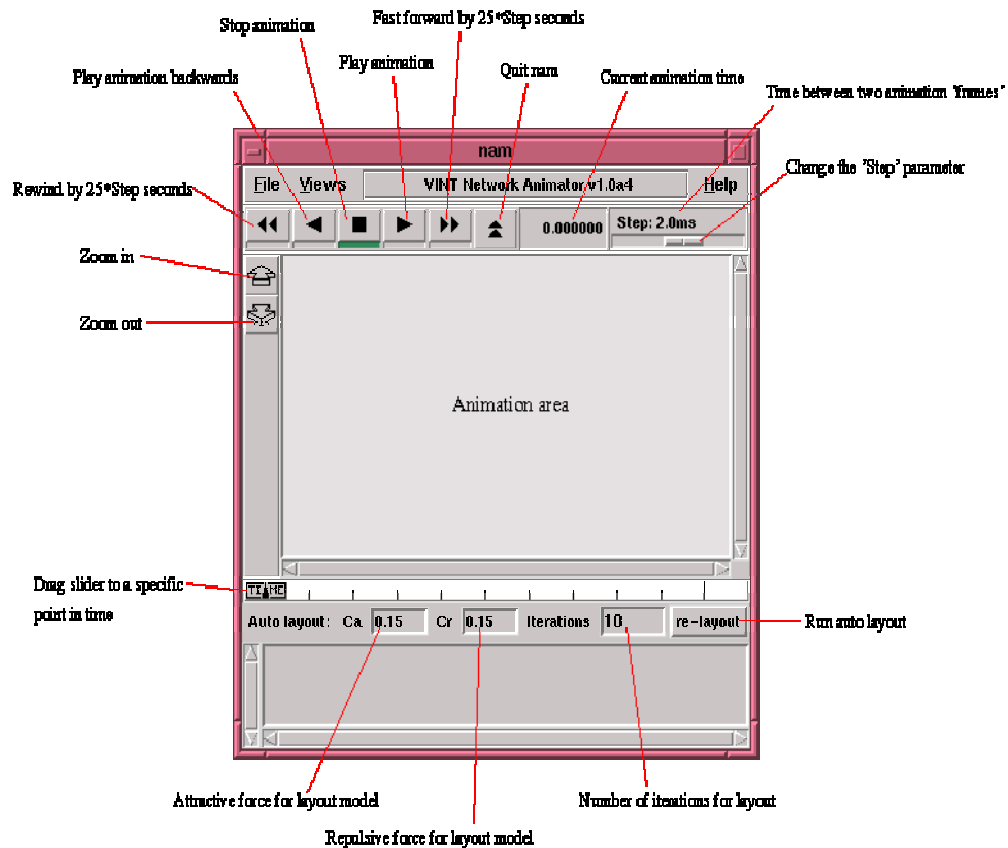 Fast forward by 25*Step seconds
Stop animation
Play animation
Play animation backwards
Quit nam
Current animation time
Time between two animation 'frames'
nam
Change the 'Step' parameter
File Views VINT Network Animator v1.0a4 Help
Rewind by 25*Step seconds
0.000000 Step: 2.0ms
Zoom in
Zoom out
Animation area
Drag slider to a specific
point in time
TIME
Auto layout: Ca 0.15 Cr 0.15 Iterations 10 re-layout
Run auto layout
Attractive force for layout model
Number of iterations for layout
Repulsive force for layout model